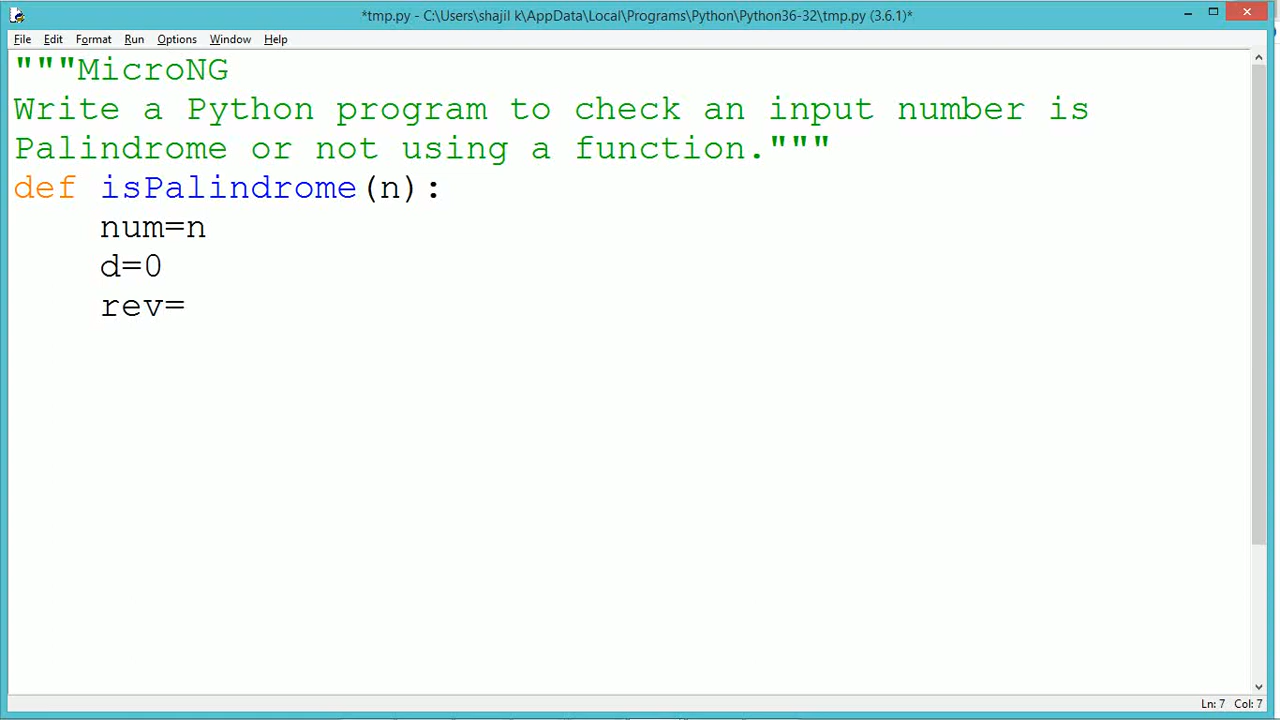 *tmp.py - C:\Users\shajil k\AppData\Local\Programs\Python\Python36-32\tmp.py (3.6.1)*
File Edit Format Run Options Window Help
"""MicroNG
Write a Python program to check an input number is
Palindrome or not using a function."""
def isPalindrome(n):
    num=n
    d=0
    rev=
Ln: 7 Col: 7